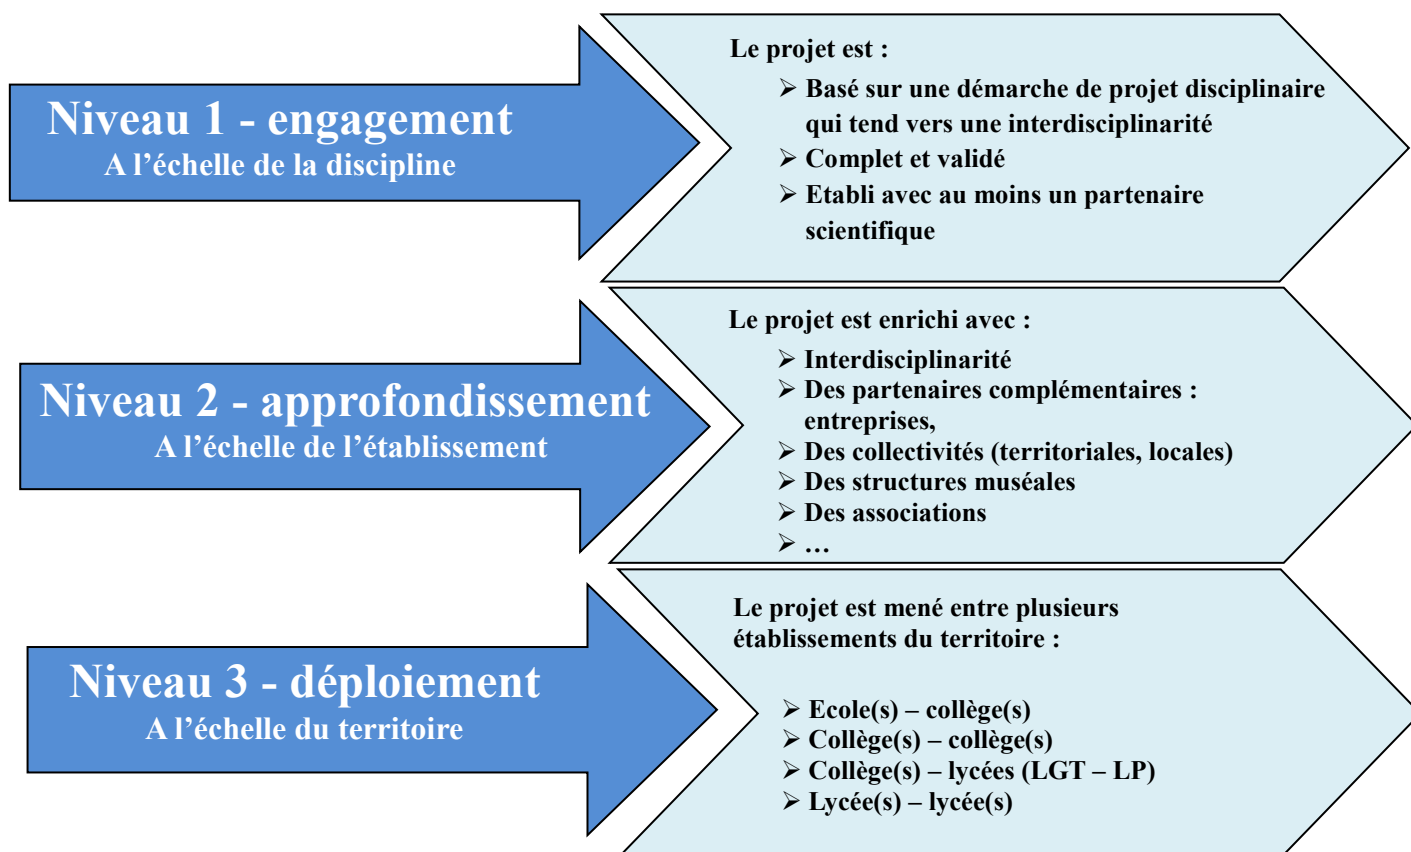 Niveau 1 - engagement
A l’échelle de la discipline
Le projet est :
➢ Basé sur une démarche de projet disciplinaire
qui tend vers une interdisciplinarité
➢ Complet et validé
➢ Etabli avec au moins un partenaire
scientifique
Niveau 2 - approfondissement
A l’échelle de l’établissement
Le projet est enrichi avec :
➢ Interdisciplinarité
➢ Des partenaires complémentaires :
entreprises,
➢ Des collectivités (territoriales, locales)
➢ Des structures muséales
➢ Des associations
➢ …
Niveau 3 - déploiement
A l’échelle du territoire
Le projet est mené entre plusieurs
établissements du territoire :
➢ Ecole(s) – collège(s)
➢ Collège(s) – collège(s)
➢ Collège(s) – lycées (LGT – LP)
➢ Lycée(s) – lycée(s)